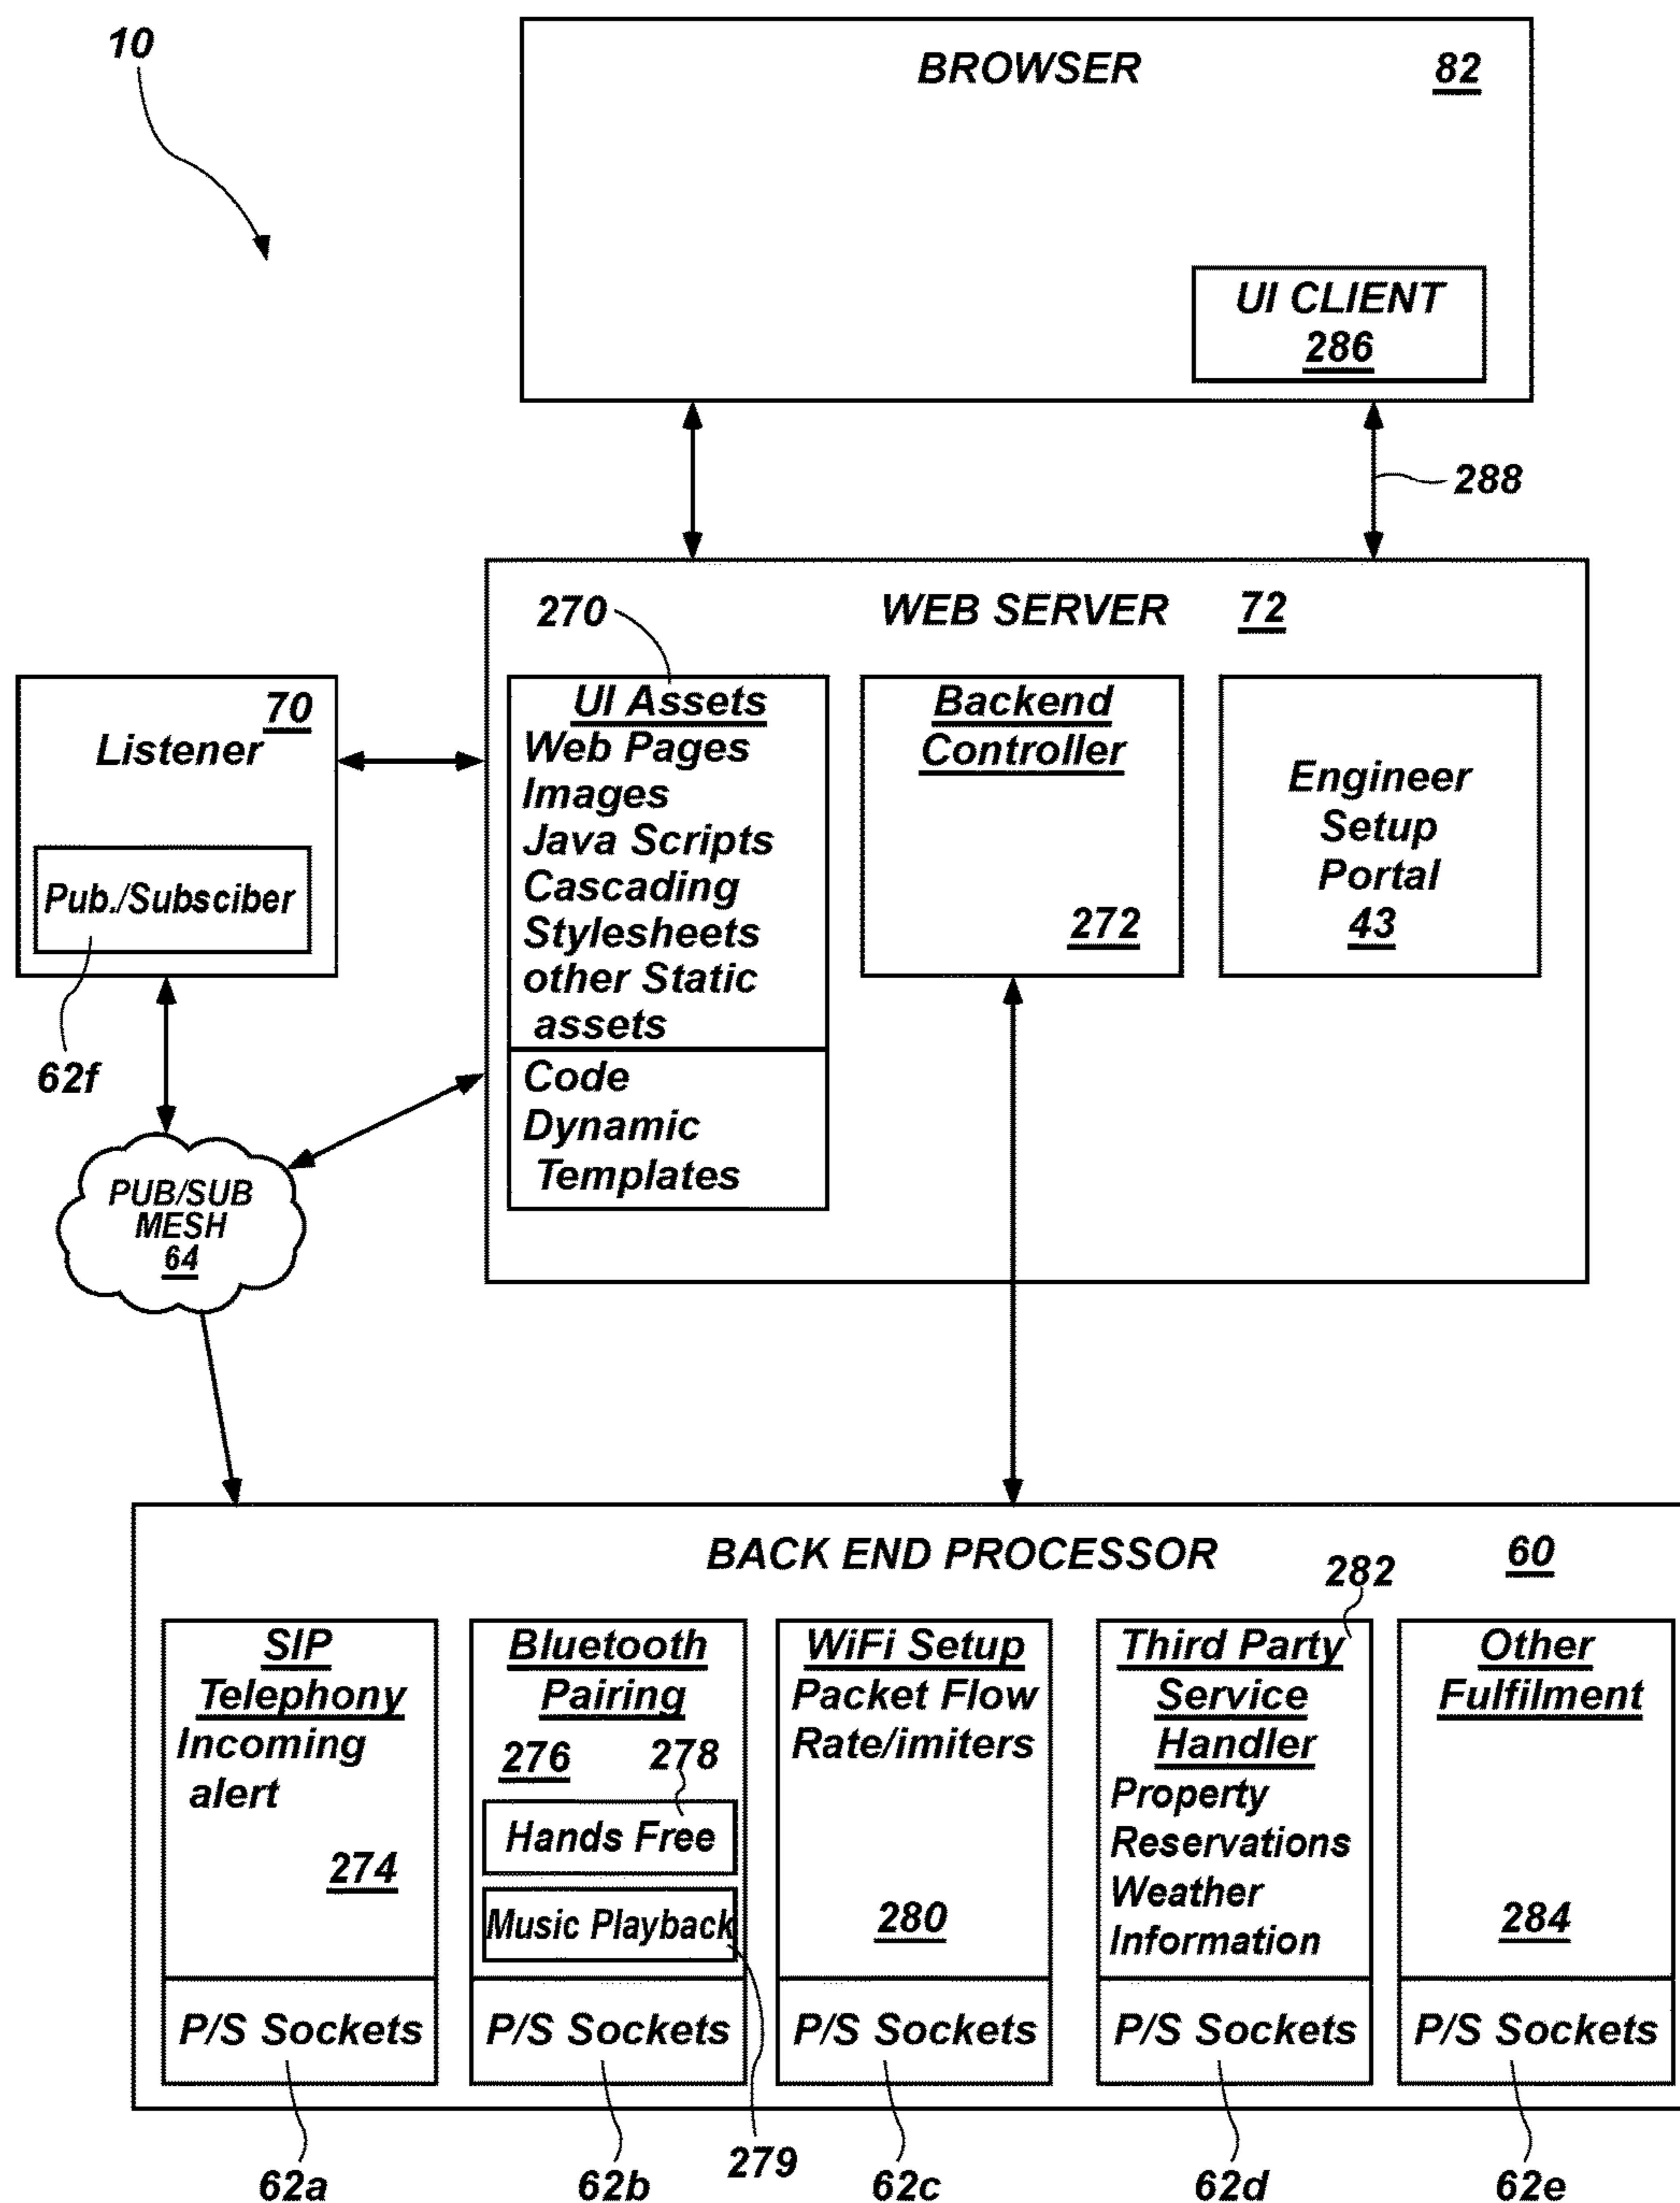 10
BROWSER 82
UI CLIENT
286
288
WEB SERVER 72
270
70
Listener
Pub./Subsciber
62f
UI Assets
Web Pages
Images
Java Scripts
Cascading
Stylesheets
other Static
assets
Code
Dynamic
Templates
Backend
Controller
272
Engineer
Setup
Portal
43
PUB/SUB
MESH
64
BACK END PROCESSOR 60
282
SIP
Telephony
Incoming
alert
274
P/S Sockets
62a
Bluetooth
Pairing
276 278
Hands Free
Music Playback
279
P/S Sockets
62b
WiFi Setup
Packet Flow
Rate/imiters
280
P/S Sockets
62c
Third Party
Service
Handler
Property
Reservations
Weather
Information
P/S Sockets
62d
Other
Fulfilment
284
P/S Sockets
62e